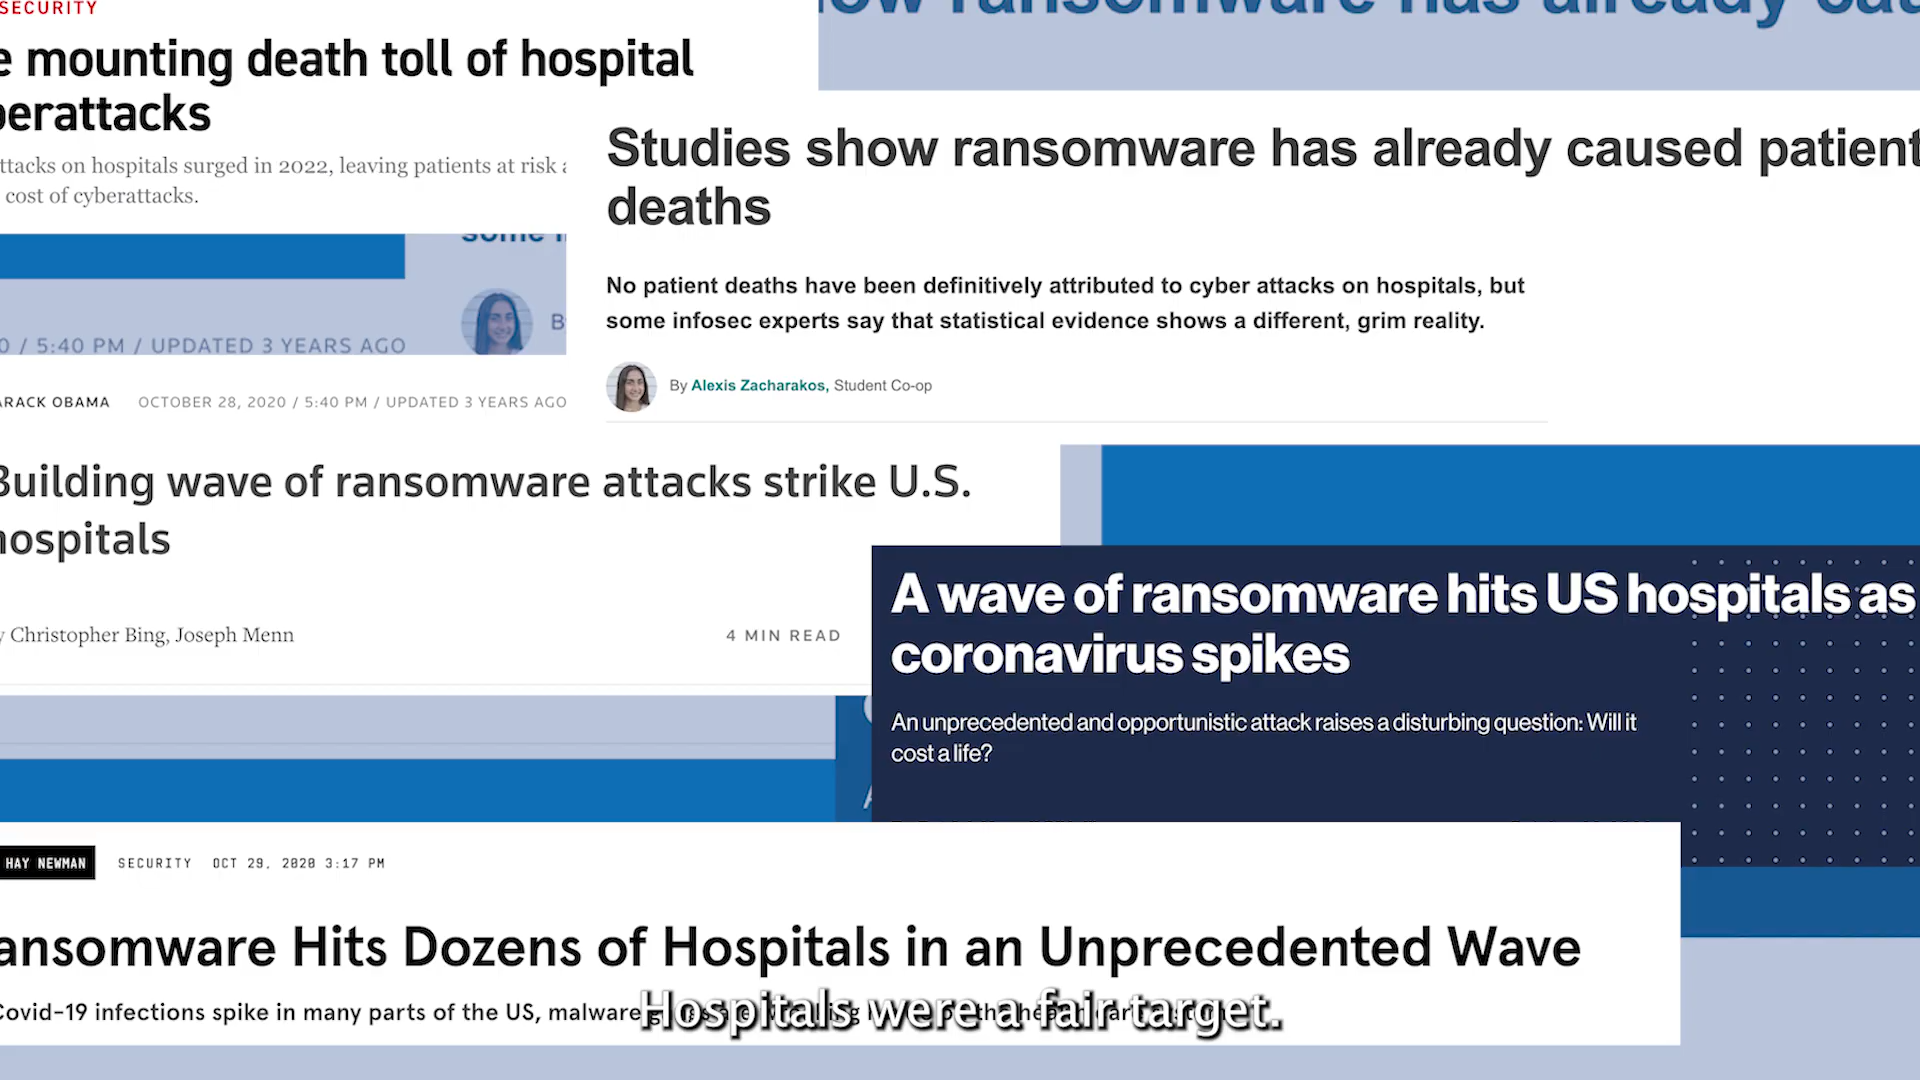 SECURITY
mounting death toll of hospital
on hospitals surged in 2022, leaving patients at risk
cost of cyberattacks.
ransomware has already
Studies show ransomware has already caused patient
deaths
No patient deaths have been definitively attributed to cyber attacks on hospitals, but
some infosec experts say that statistical evidence shows a different, grim reality.
By Alexis Zacharakos, Student Co-op
/ 5:40 PM / UPDATED 3 YEARS AGO
OBAMA OCTOBER 28, 2020 / 5:40 PM / UPDATED 3 YEARS AGO
Building wave of ransomware attacks strike U.S.
hospitals
Christopher Bing, Joseph Menn
4 MIN READ
A wave of ransomware hits US hospitals as
coronavirus spikes
An unprecedented and opportunistic attack raises a disturbing question: Will it
cost a life?
HAY NEWMAN SECURITY OCT 29, 2020 3:17 PM
Hits Dozens of Hospitals in an Unprecedented Wave
Covid-19 infections spike in many parts of the US, malware
Hospitals were a fair target.